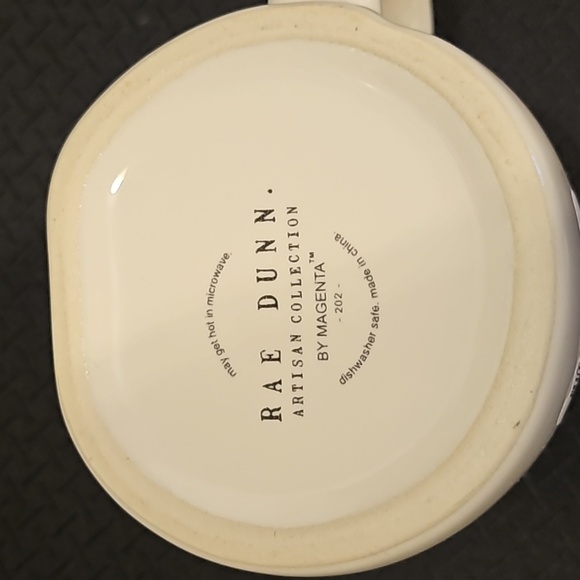 may get hot in microwave.
RAE DUNN.
ARTISAN COLLECTION
BY MAGENTA™
- 202 -
dishwasher safe. made in china.